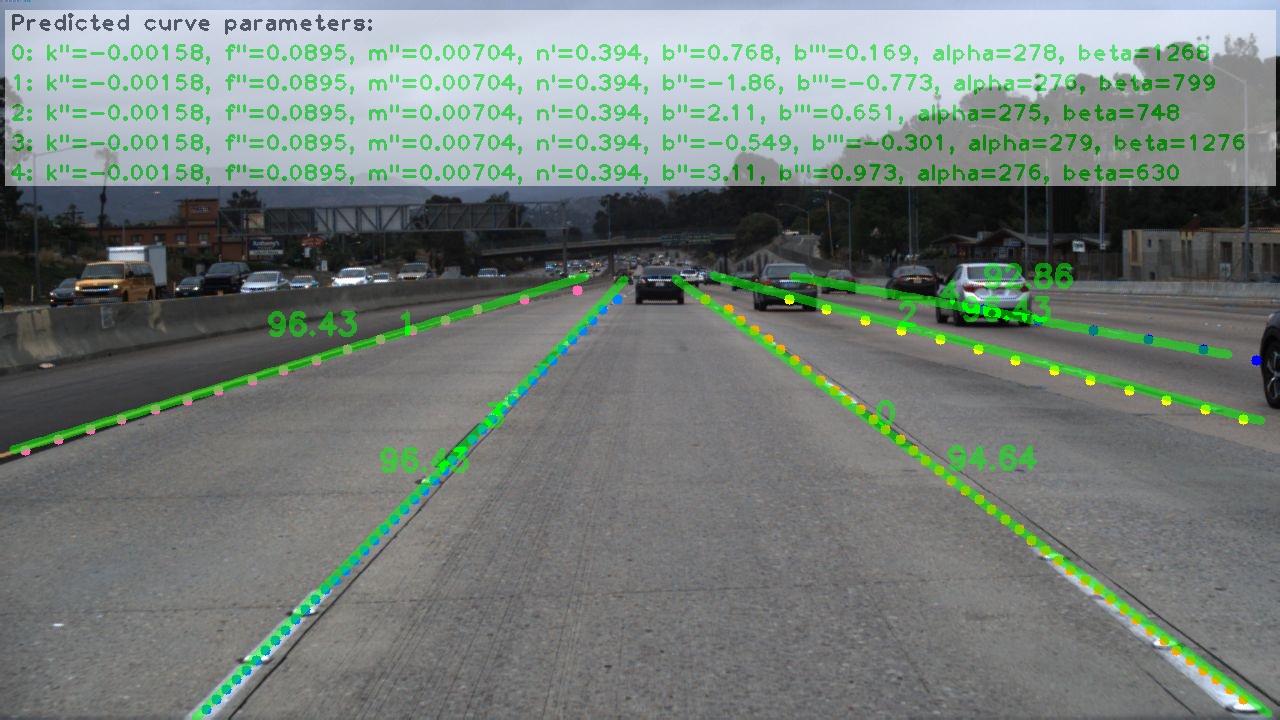 Predicted curve parameters:
0: k''=-0.00158, f''=0.0895, m''=0.00704, n'=0.394, b''=0.768, b'''=0.169, alpha=278, beta=1268
1: k''=-0.00158, f''=0.0895, m''=0.00704, n'=0.394, b''=-1.86, b'''=-0.773, alpha=276, beta=799
2: k''=-0.00158, f''=0.0895, m''=0.00704, n'=0.394, b''=2.11, b'''=0.651, alpha=275, beta=748
3: k''=-0.00158, f''=0.0895, m''=0.00704, n'=0.394, b''=-0.549, b'''=-0.301, alpha=279, beta=1276
4: k''=-0.00158, f''=0.0895, m''=0.00704, n'=0.394, b''=3.11, b'''=0.973, alpha=276, beta=630
92.86
96.43 1 2 96.43
3 0
96.43 94.64